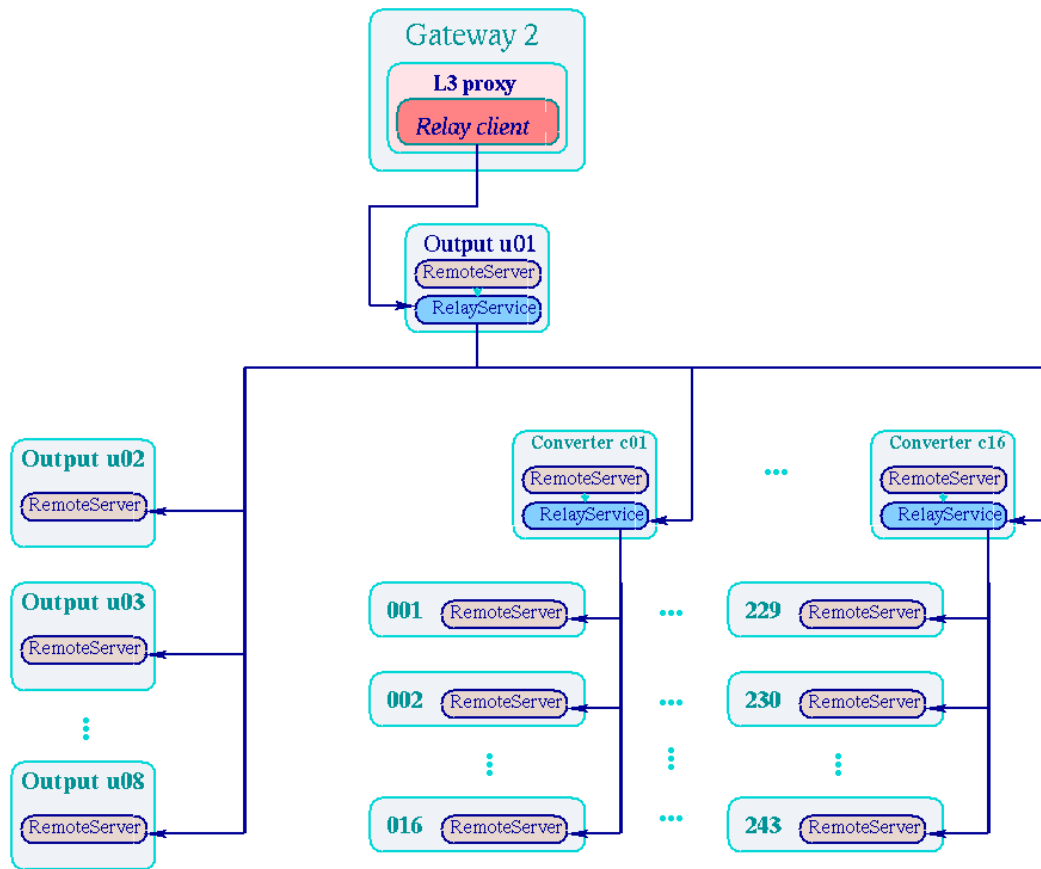 Gateway 2
L3 proxy
Relay client
Output u01
RemoteServer
RelayService
Output u02
RemoteServer
Output u03
RemoteServer
Output u08
RemoteServer
Converter c01
RemoteServer
RelayService
...
Converter c16
RemoteServer
RelayService
001 RemoteServer ... 229 RemoteServer
002 RemoteServer ... 230 RemoteServer
016 RemoteServer ... 243 RemoteServer